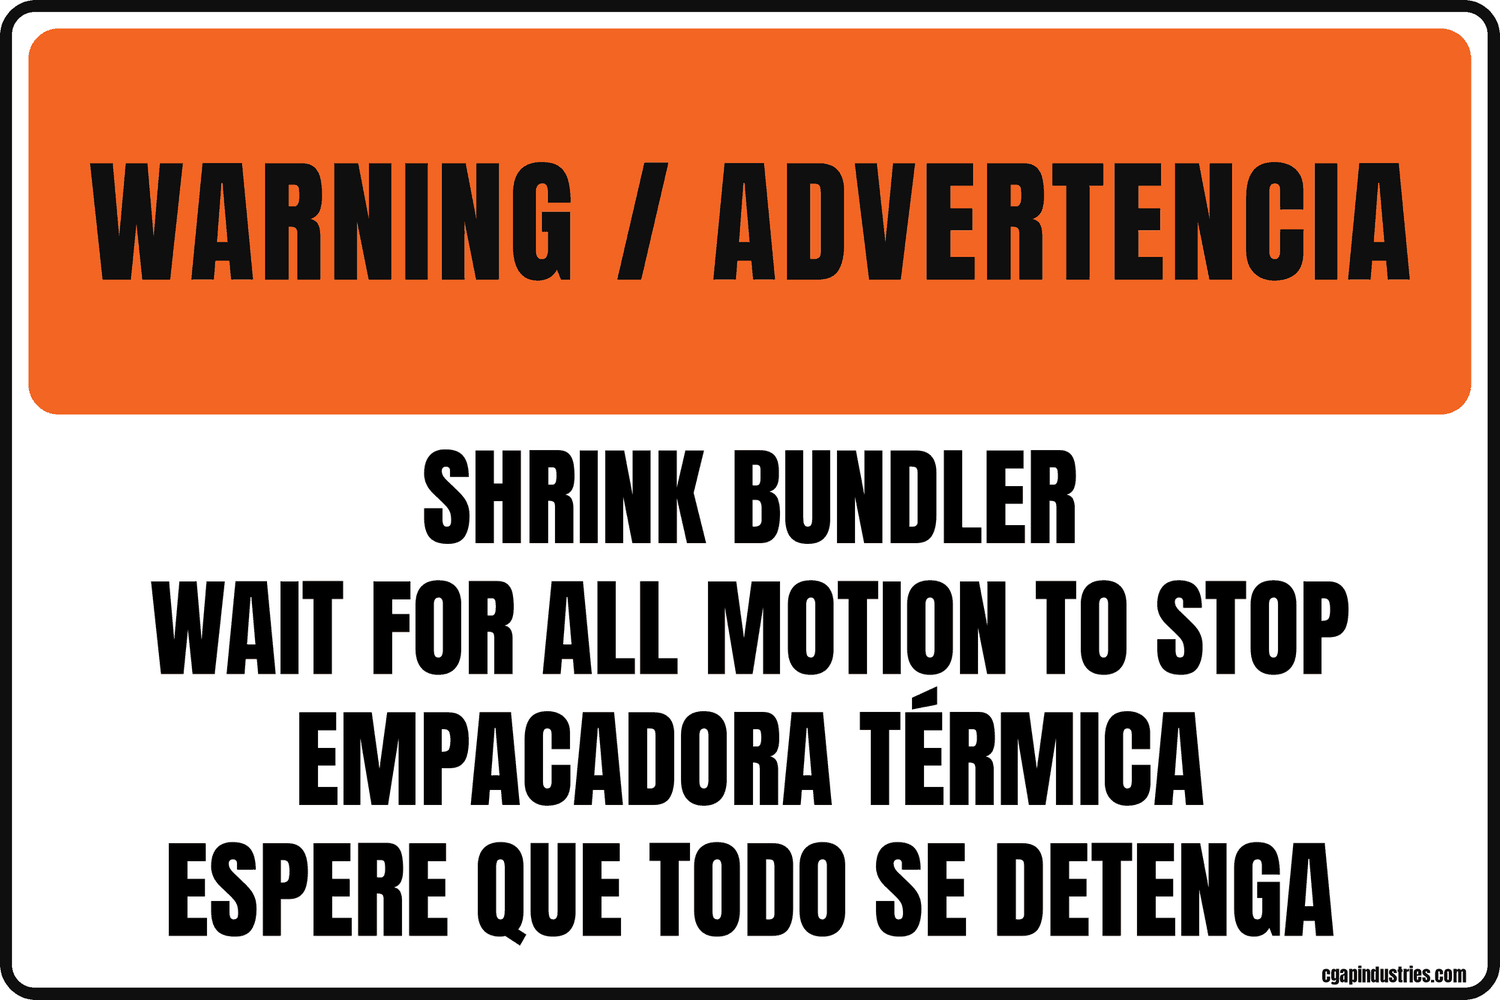 WARNING / ADVERTENCIA
SHRINK BUNDLER
WAIT FOR ALL MOTION TO STOP
EMPACADORA TÉRMICA
ESPERE QUE TODO SE DETENGA
cgapindustries.com